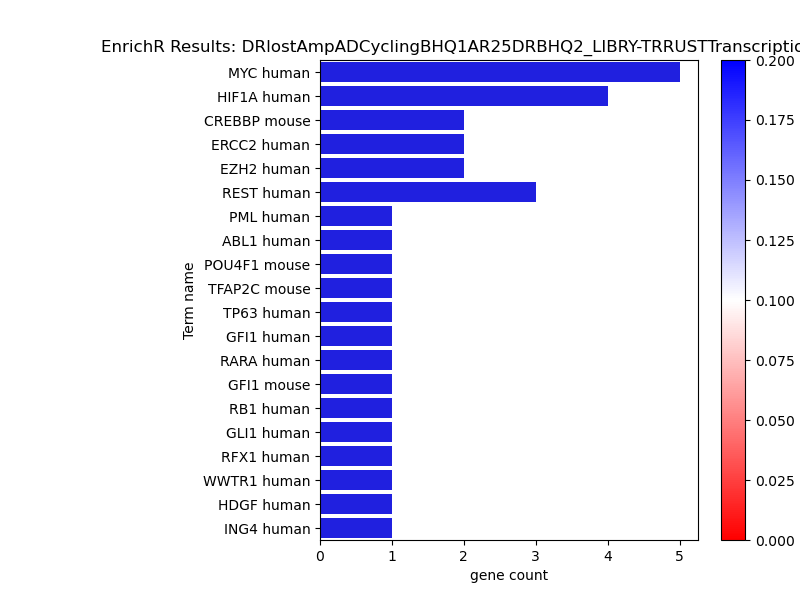 EnrichR Results: DRlostAmpADCyclingBHQ1AR25DRBHQ2_LIBRY-TRRUSTTranscriptic
MYC human
HIF1A human
CREBBP mouse
ERCC2 human
EZH2 human
REST human
PML human
ABL1 human
POU4F1 mouse
TFAP2C mouse
TP63 human
GFI1 human
RARA human
GFI1 mouse
RB1 human
GLI1 human
RFX1 human
WWTR1 human
HDGF human
ING4 human
Term name
0 1 2 3 4 5
gene count
0.200
0.175
0.150
0.125
0.100
0.075
0.050
0.025
0.000